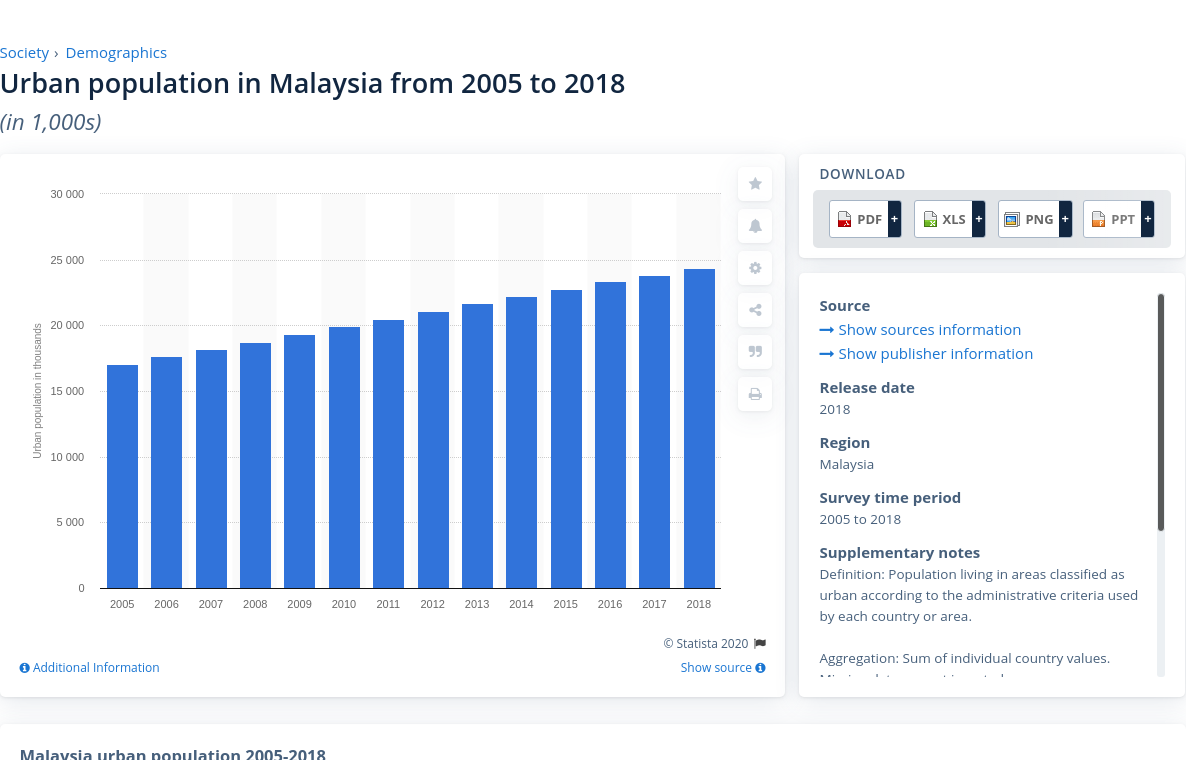 Society › Demographics
Urban population in Malaysia from 2005 to 2018
(in 1,000s)
30 000
25 000
20 000
15 000
10 000
5 000
0
Urban population in thousands
2005 2006 2007 2008 2009 2010 2011 2012 2013 2014 2015 2016 2017 2018
© Statista 2020
Additional Information
Show source
DOWNLOAD
PDF + XLS + PNG + PPT +
Source
Show sources information
Show publisher information
Release date
2018
Region
Malaysia
Survey time period
2005 to 2018
Supplementary notes
Definition: Population living in areas classified as
urban according to the administrative criteria used
by each country or area.
Aggregation: Sum of individual country values.
Malaysia urban population 2005-2018